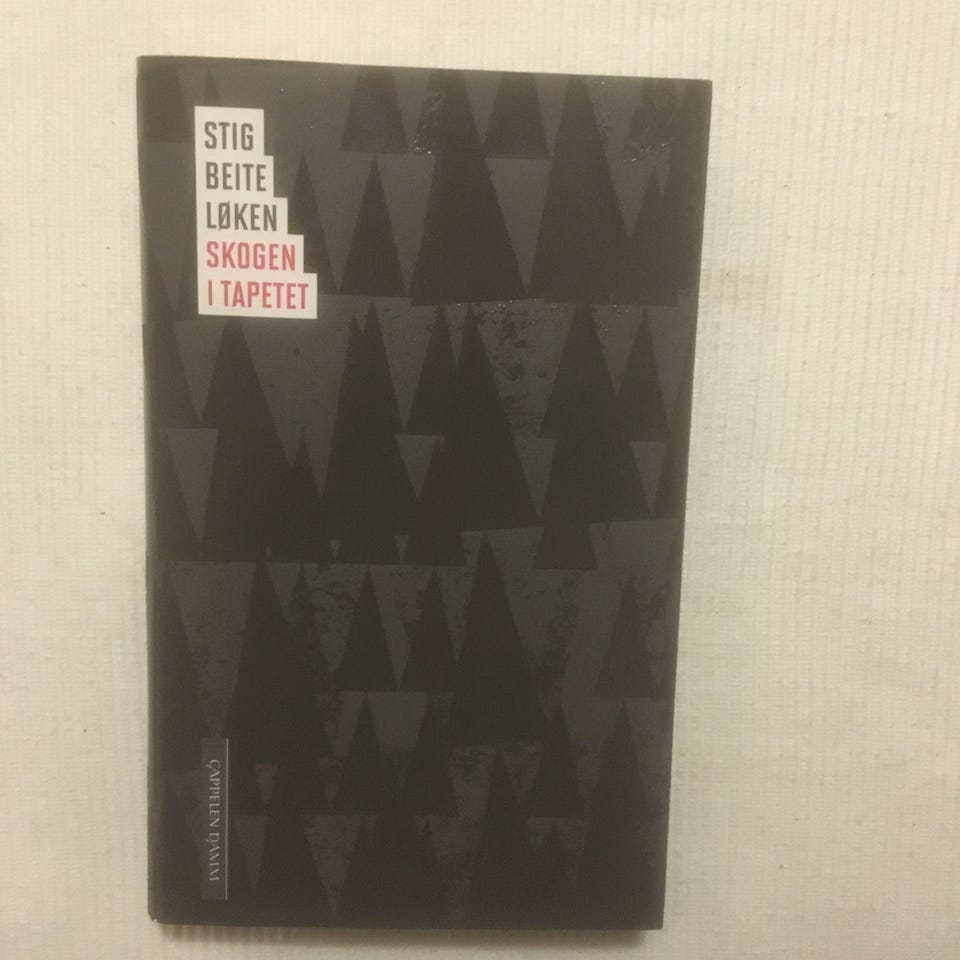 STIG
BEITE
LØKEN
SKOGEN
I TAPETET
CAPPELEN DAMM